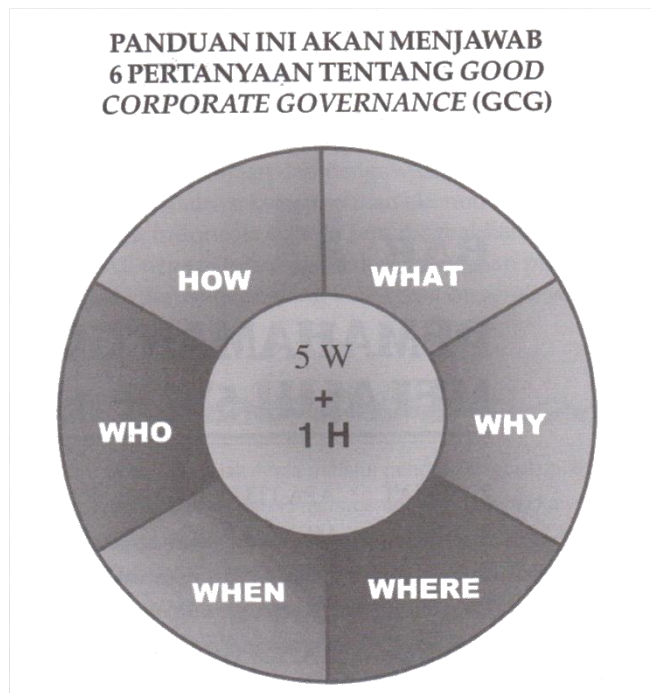 PANDUAN INI AKAN MENJAWAB
6 PERTANYAAN TENTANG GOOD
CORPORATE GOVERNANCE (GCG)
HOW
WHAT
5 W
+
1 H
WHO
WHY
WHEN
WHERE